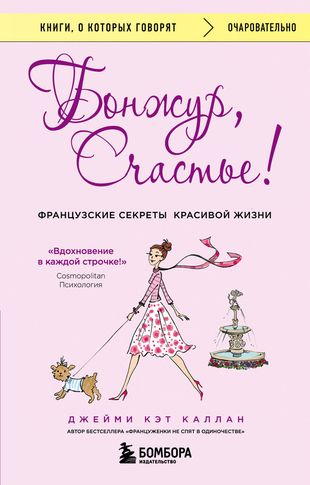 КНИГИ, О КОТОРЫХ ГОВОРЯТ
ОЧАРОВАТЕЛЬНО
Бонжур,
Счастье!
ФРАНЦУЗСКИЕ СЕКРЕТЫ КРАСИВОЙ ЖИЗНИ
«Вдохновение
в каждой строчке!»
Cosmopolitan
Психология
ДЖЕЙМИ КЭТ КАЛЛАН
АВТОР БЕСТСЕЛЛЕРА «ФРАНЦУЖЕНКИ НЕ СПЯТ В ОДИНОЧЕСТВЕ»
БОМБОРА
ИЗДАТЕЛЬСТВО